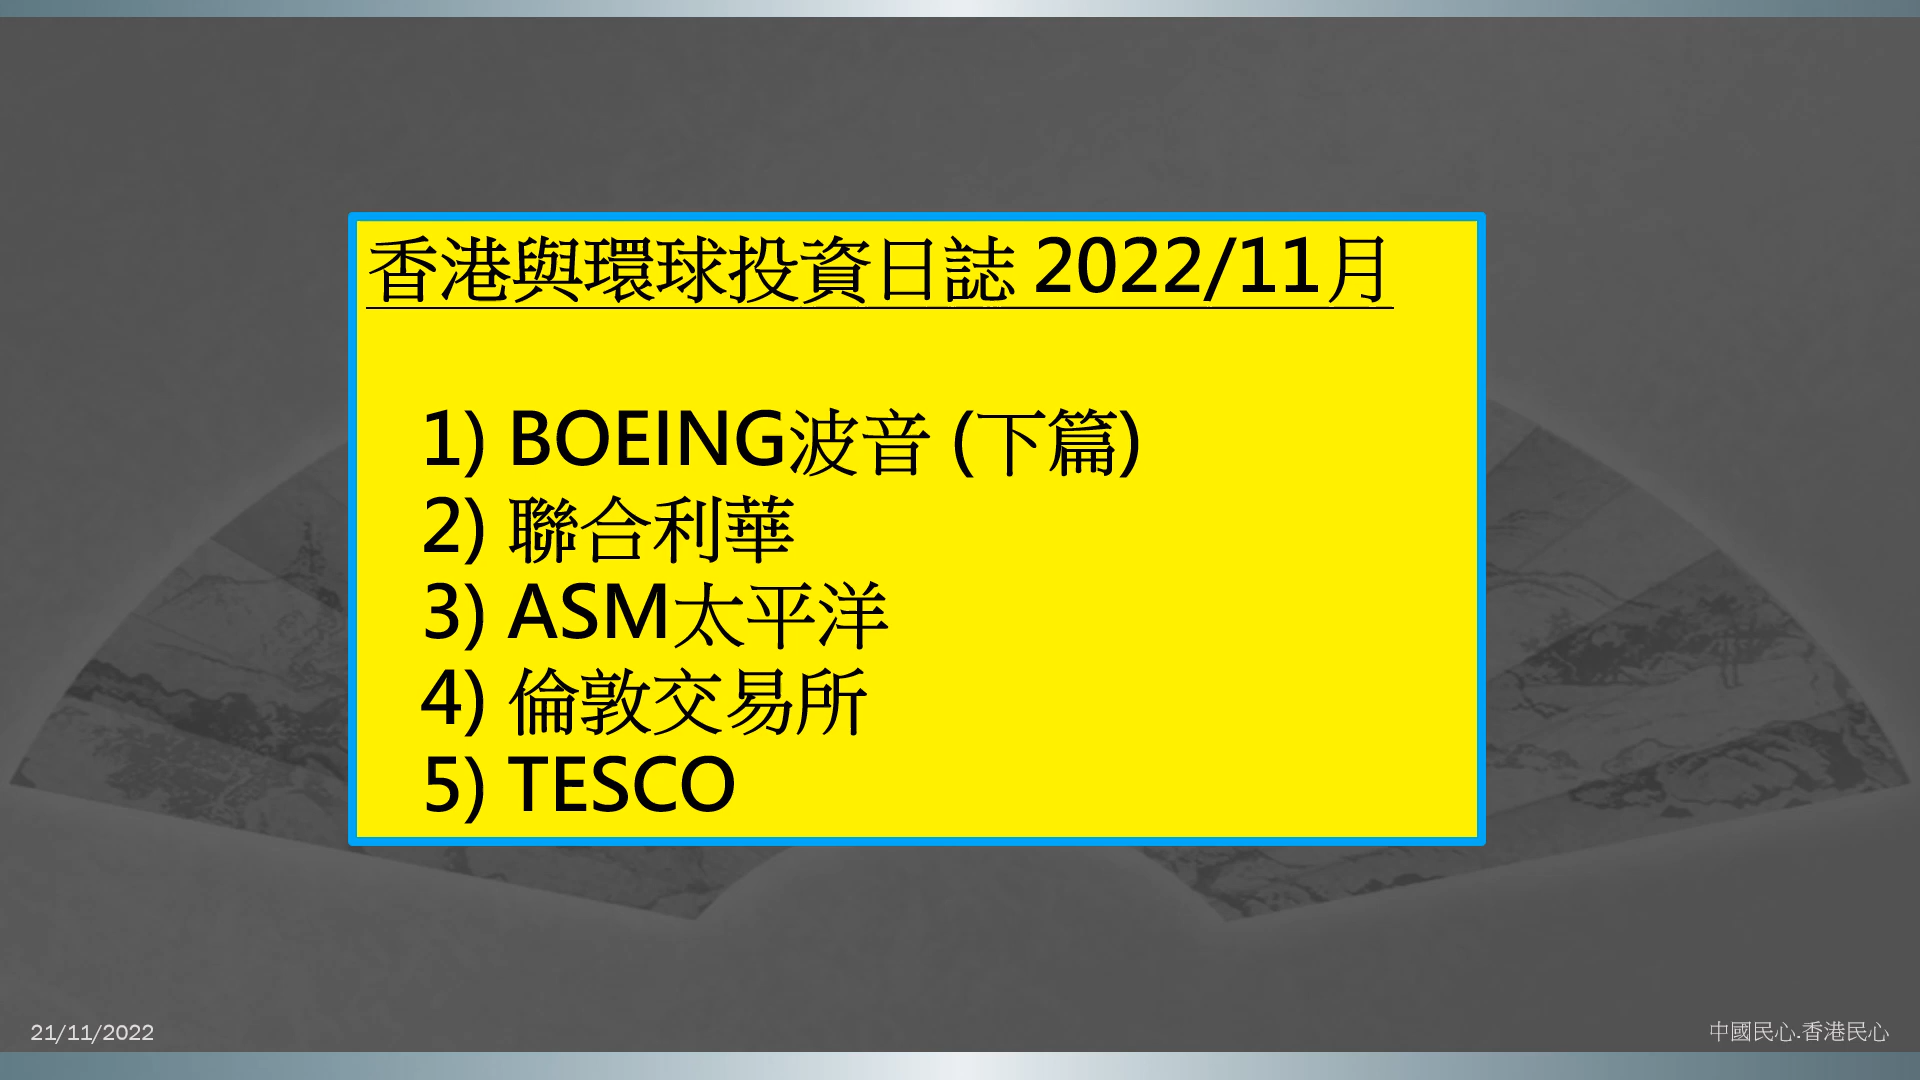 香港與環球投資日誌 2022/11月
1) BOEING波音 (下篇)
2) 聯合利華
3) ASM太平洋
4) 倫敦交易所
5) TESCO
21/11/2022
中國民心.香港民心